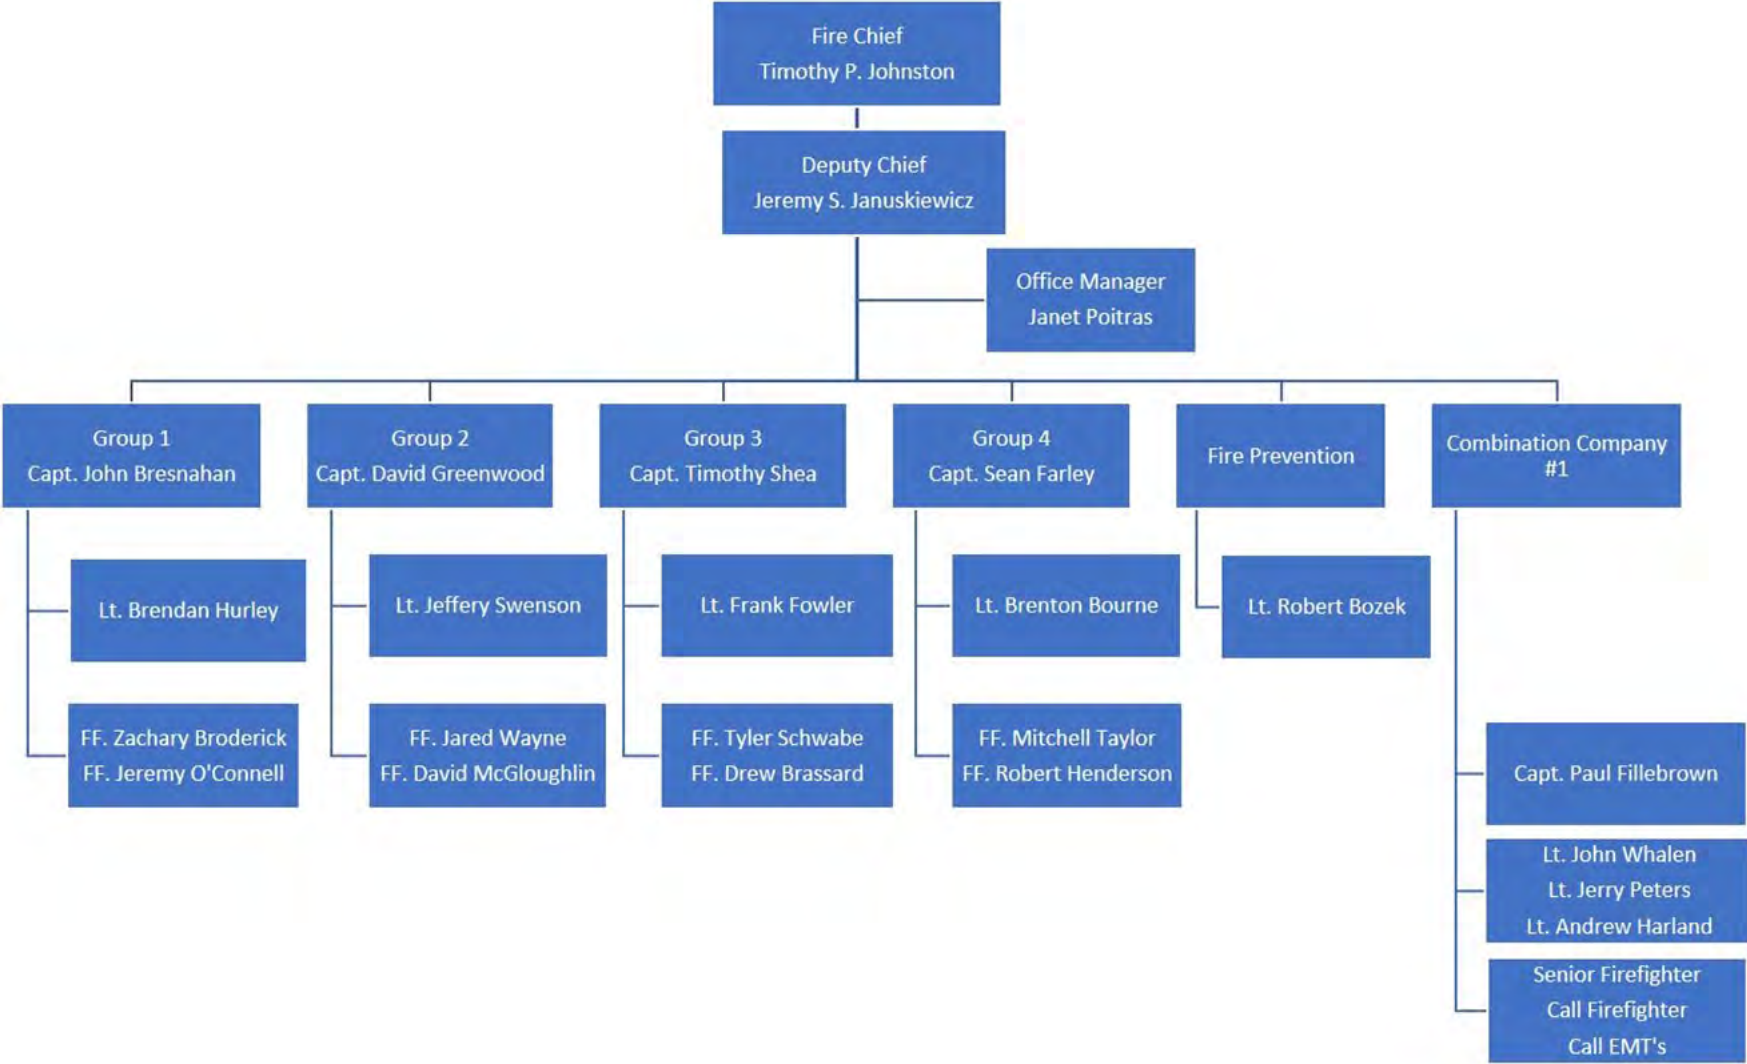 Fire Chief
Timothy P. Johnston
Deputy Chief
Jeremy S. Januskiewicz
Office Manager
Janet Poitras
Group 1
Capt. John Bresnahan
Group 2
Capt. David Greenwood
Group 3
Capt. Timothy Shea
Group 4
Capt. Sean Farley
Fire Prevention
Combination Company
#1
Lt. Brendan Hurley
Lt. Jeffery Swenson
Lt. Frank Fowler
Lt. Brenton Bourne
Lt. Robert Bozek
FF. Zachary Broderick
FF. Jeremy O'Connell
FF. Jared Wayne
FF. David McGloughlin
FF. Tyler Schwabe
FF. Drew Brassard
FF. Mitchell Taylor
FF. Robert Henderson
Capt. Paul Fillebrown
Lt. John Whalen
Lt. Jerry Peters
Lt. Andrew Harland
Senior Firefighter
Call Firefighter
Call EMT's